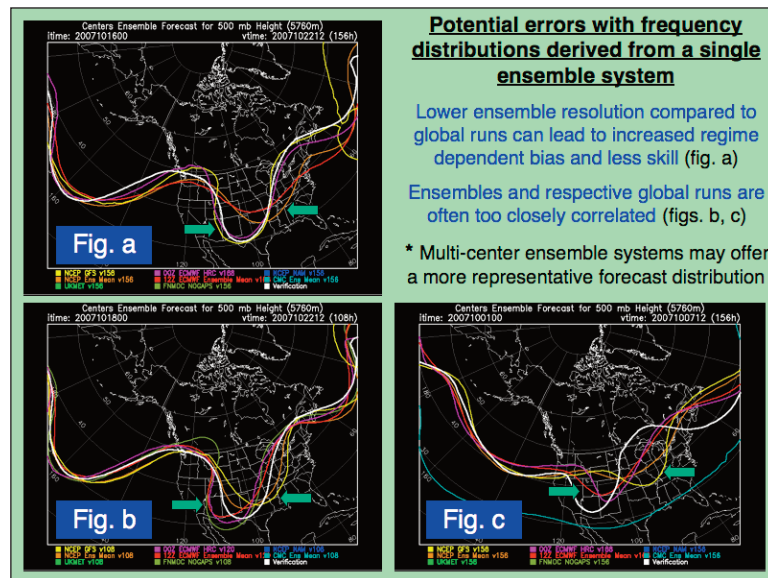 Centers Ensemble Forecast for 500 mb Height (5760m)
itime: 2007101600 vtime: 2007102212 (156h)
Fig. a
NCEP GFS v156 00Z ECMWF HRC v168 NCEP NAM v156
NCEP Ens Mean v156 12Z ECMWF Ensemble Mean v168 CMC Ens Mean v156
UKMET v156 FNMOC NOGAPS v156 Verification
Potential errors with frequency
distributions derived from a single
ensemble system
Lower ensemble resolution compared to
global runs can lead to increased regime
dependent bias and less skill (fig. a)
Ensembles and respective global runs are
often too closely correlated (figs. b, c)
* Multi-center ensemble systems may offer
a more representative forecast distribution
Centers Ensemble Forecast for 500 mb Height (5760m)
itime: 2007101800 vtime: 2007102212 (108h)
Fig. b
NCEP GFS v108 00Z ECMWF HRC v120 NCEP NAM v108
NCEP Ens Mean v108 12Z ECMWF Ensemble Mean CMC Ens Mean v108
UKMET v108 FNMOC NOGAPS v108 Verification
Centers Ensemble Forecast for 500 mb Height (5760m)
itime: 2007100100 vtime: 2007100712 (156h)
Fig. c
NCEP GFS v156 00Z ECMWF HRC v168 NCEP NAM v156
NCEP Ens Mean v156 12Z ECMWF Ensemble Mean CMC Ens Mean v156
UKMET v156 FNMOC NOGAPS v156 Verification